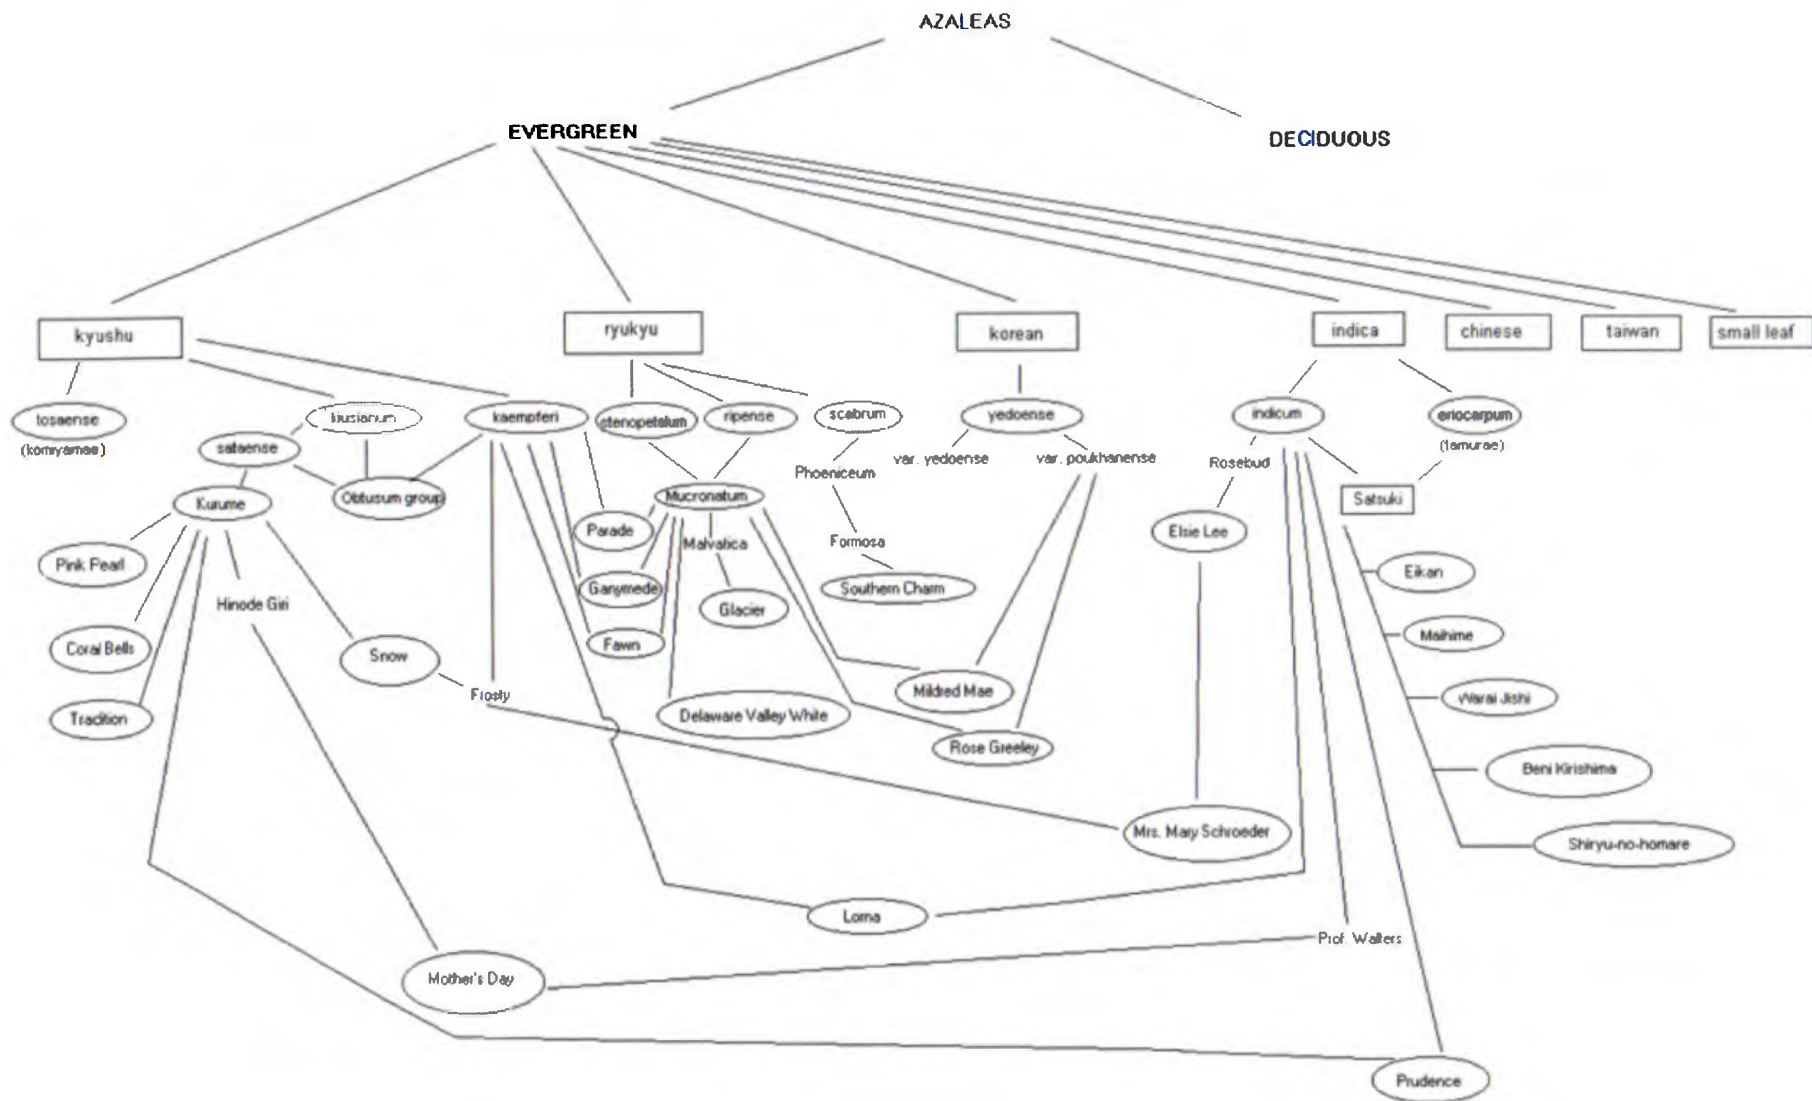 AZALEAS
EVERGREEN
DECIDUOUS
kyushu
ryukyu
korean
indica
chinese
taiwan
small leaf
tosaense
(komiyamae)
kiusianum
kaempferi
stenopetalum
ripense
scabrum
yedoense
indicum
eriocarpum
(tamurae)
sataense
var. yedoense
var. poukhanense
Rosebud
Phoeniceum
Kurume
Obtusum group
Mucronatum
Satsuki
Parade
Malvatica
Formosa
Elsie Lee
Pink Pearl
Hinode Giri
Ganymede
Glacier
Southern Charm
Eikan
Coral Bells
Snow
Fawn
Maihime
Frosty
Mildred Mae
Warai Jishi
Tradition
Delaware Valley White
Rose Greeley
Beni Kirishima
Mrs. Mary Schroeder
Shiryu-no-homare
Lorna
Prof. Walters
Mother's Day
Prudence